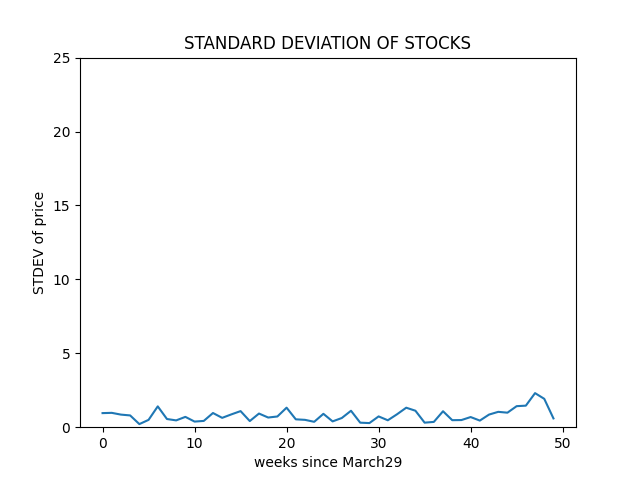 STANDARD DEVIATION OF STOCKS
25
20
15
10
5
0
STDEV of price
0 10 20 30 40 50
weeks since March29